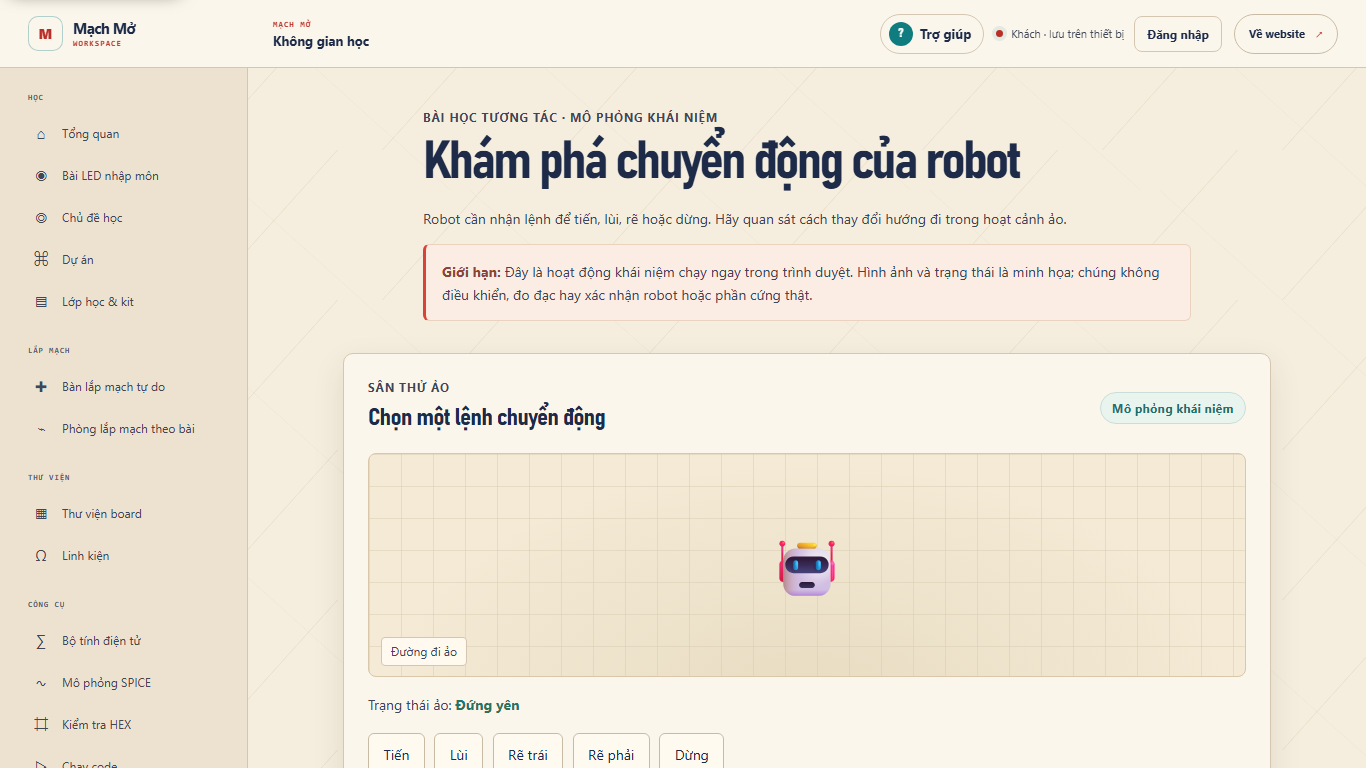 M
Mạch Mở
WORKSPACE
MẠCH MỞ
Không gian học
? Trợ giúp
Khách · lưu trên thiết bị
Đăng nhập
Về website ↗
HỌC
Tổng quan
Bài LED nhập môn
Chủ đề học
Dự án
Lớp học & kit
LẮP MẠCH
Bàn lắp mạch tự do
Phòng lắp mạch theo bài
THƯ VIỆN
Thư viện board
Linh kiện
CÔNG CỤ
Bộ tính điện tử
Mô phỏng SPICE
Kiểm tra HEX
Chạy code
BÀI HỌC TƯƠNG TÁC · MÔ PHỎNG KHÁI NIỆM
Khám phá chuyển động của robot
Robot cần nhận lệnh để tiến, lùi, rẽ hoặc dừng. Hãy quan sát cách thay đổi hướng đi trong hoạt cảnh ảo.
Giới hạn: Đây là hoạt động khái niệm chạy ngay trong trình duyệt. Hình ảnh và trạng thái là minh họa; chúng không
điều khiển, đo đạc hay xác nhận robot hoặc phần cứng thật.
SÂN THỬ ẢO
Chọn một lệnh chuyển động
Mô phỏng khái niệm
Đường đi ảo
Trạng thái ảo: Đứng yên
Tiến
Lùi
Rẽ trái
Rẽ phải
Dừng